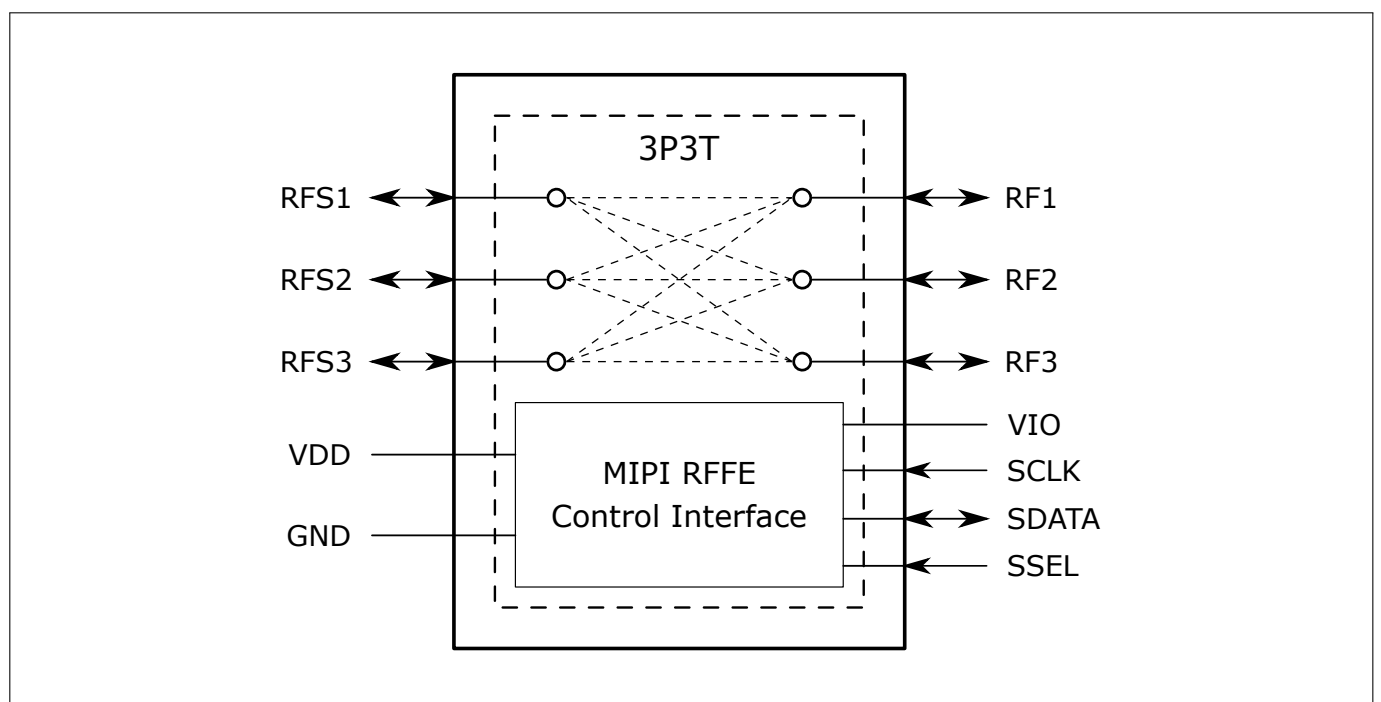 3P3T
RFS1
RF1
RFS2
RF2
RFS3
RF3
VDD
GND
MIPI RFFE
Control Interface
VIO
SCLK
SDATA
SSEL